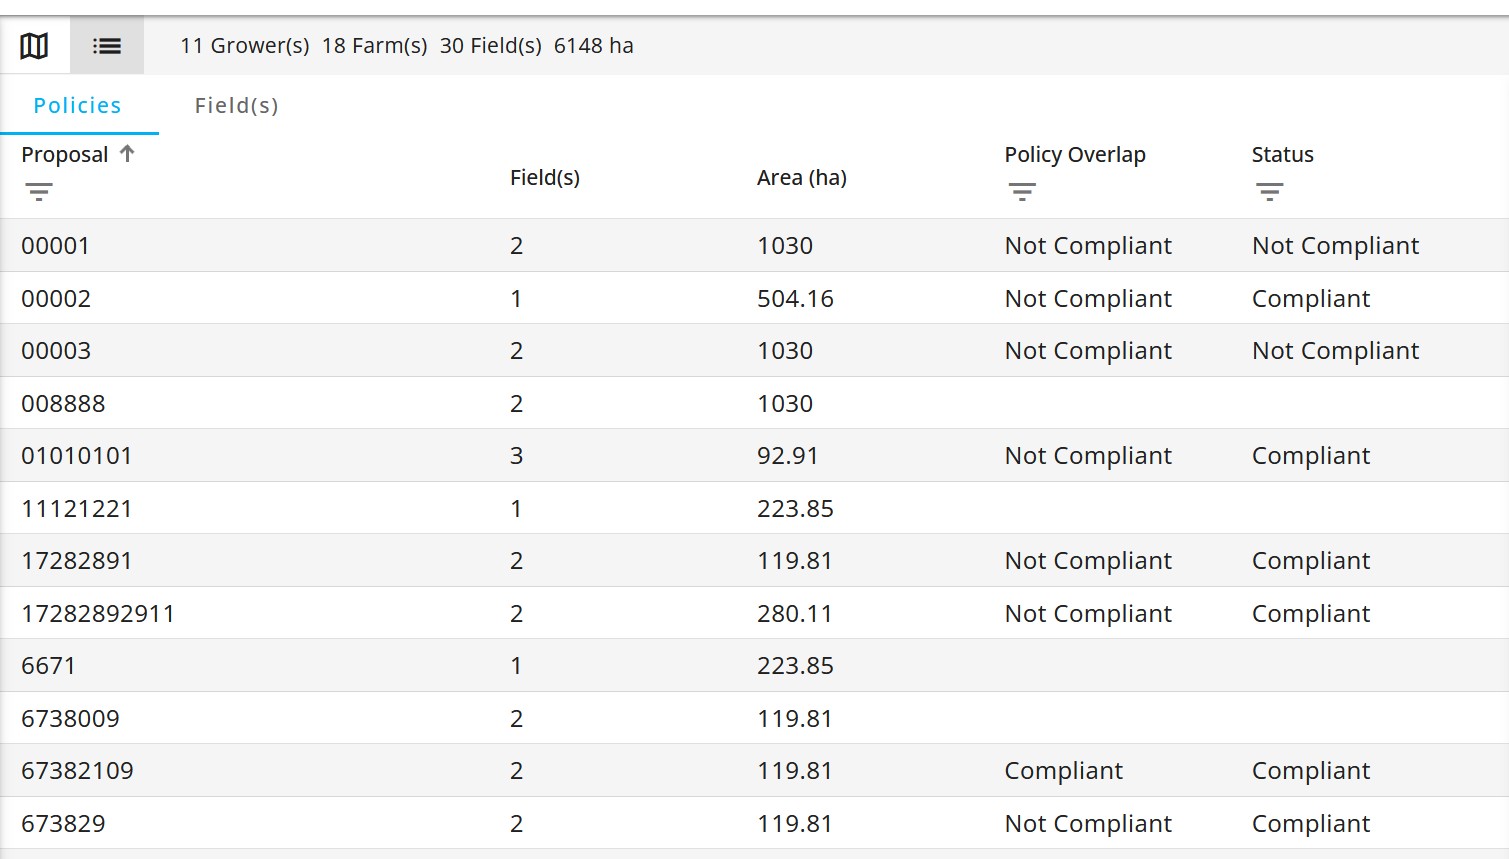 11 Grower(s) 18 Farm(s) 30 Field(s) 6148 ha
Policies Field(s)
Proposal Field(s) Area (ha) Policy Overlap Status
00001 2 1030 Not Compliant Not Compliant
00002 1 504.16 Not Compliant Compliant
00003 2 1030 Not Compliant Not Compliant
008888 2 1030
01010101 3 92.91 Not Compliant Compliant
11121221 1 223.85
17282891 2 119.81 Not Compliant Compliant
17282892911 2 280.11 Not Compliant Compliant
6671 1 223.85
6738009 2 119.81
67382109 2 119.81 Compliant Compliant
673829 2 119.81 Not Compliant Compliant